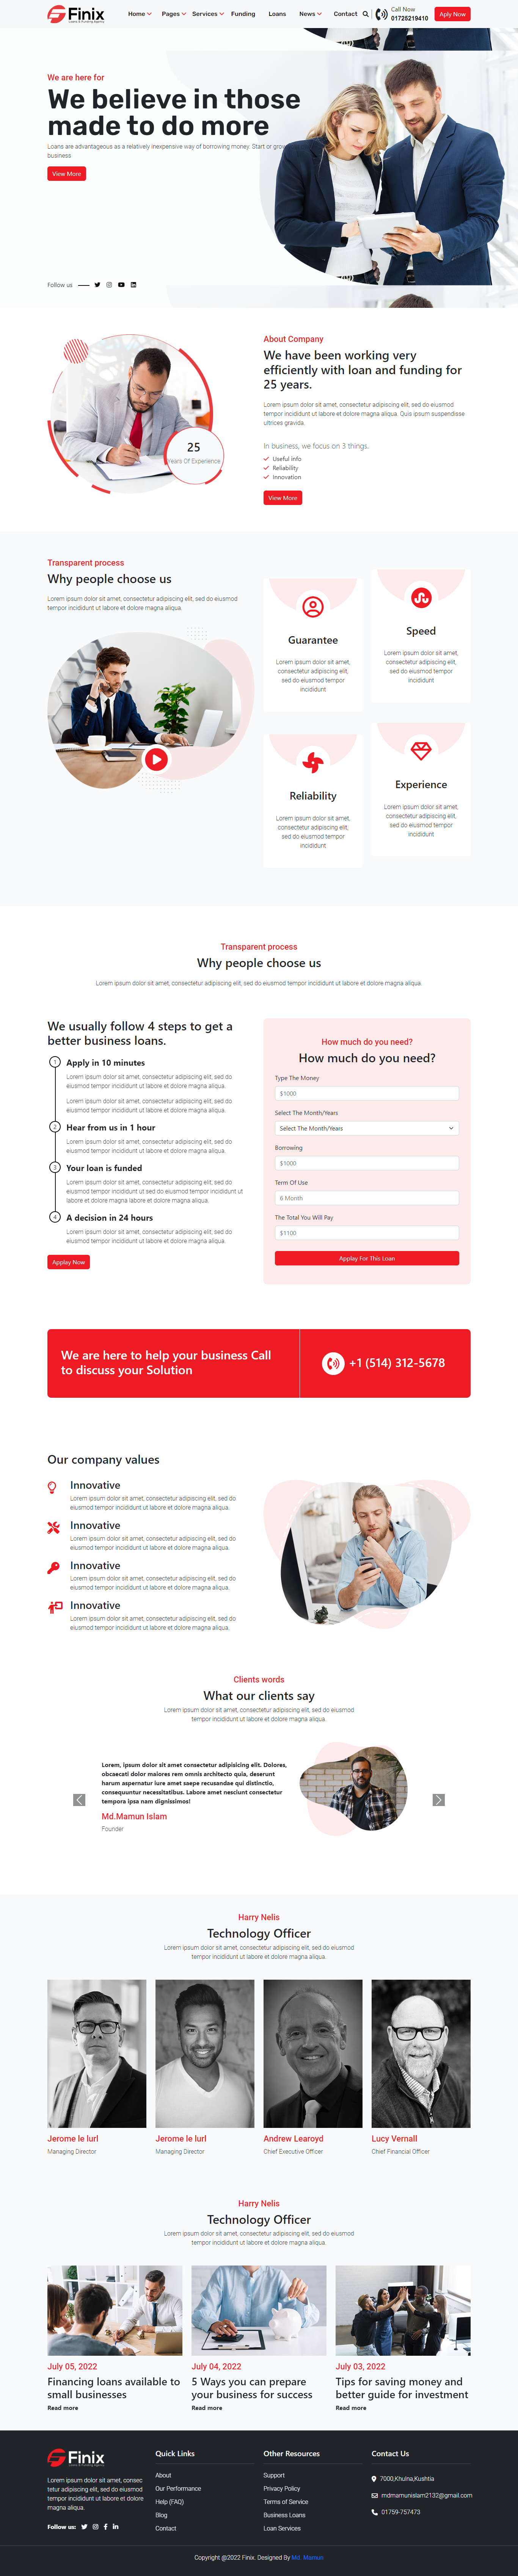 Finix
Home Pages Services Funding Loans News Contact
Call Now
01725219410
Aply Now
We are here for
We believe in those
made to do more
Loans are advantageous as a relatively inexpensive way of borrowing money. Start or grow
business
View More
Follow us
About Company
We have been working very
efficiently with loan and funding for
25 years.
Lorem ipsum dolor sit amet, consectetur adipiscing elit, sed do eiusmod
tempor incididunt ut labore et dolore magna aliqua. Quis ipsum suspendisse
ultrices gravida.
25
Years Of Experience
In business, we focus on 3 things.
Useful info
Reliability
Innovation
View More
Transparent process
Why people choose us
Lorem ipsum dolor sit amet, consectetur adipiscing elit, sed do eiusmod
tempor incididunt ut labore et dolore magna aliqua.
Guarantee
Lorem ipsum dolor sit amet,
consectetur adipiscing elit,
sed do eiusmod tempor
incididunt
Speed
Lorem ipsum dolor sit amet,
consectetur adipiscing elit,
sed do eiusmod tempor
incididunt
Reliability
Lorem ipsum dolor sit amet,
consectetur adipiscing elit,
sed do eiusmod tempor
incididunt
Experience
Lorem ipsum dolor sit amet,
consectetur adipiscing elit,
sed do eiusmod tempor
incididunt
Transparent process
Why people choose us
Lorem ipsum dolor sit amet, consectetur adipiscing elit, sed do eiusmod tempor incididunt ut labore et dolore magna aliqua.
We usually follow 4 steps to get a
better business loans.
1 Apply in 10 minutes
Lorem ipsum dolor sit amet, consectetur adipiscing elit, sed do
eiusmod tempor incididunt ut labore et dolore magna aliqua.
Lorem ipsum dolor sit amet, consectetur adipiscing elit, sed do
eiusmod tempor incididunt ut labore et dolore magna aliqua.
2 Hear from us in 1 hour
Lorem ipsum dolor sit amet, consectetur adipiscing elit, sed do
eiusmod tempor incididunt ut labore et dolore magna aliqua.
3 Your loan is funded
Lorem ipsum dolor sit amet, consectetur adipiscing elit, sed do
eiusmod tempor incididunt ut sed do eiusmod tempor incididunt ut
labore et dolore magna labore et dolore magna aliqua.
4 A decision in 24 hours
Lorem ipsum dolor sit amet, consectetur adipiscing elit, sed do
eiusmod tempor incididunt ut labore et dolore magna aliqua.
Applay Now
How much do you need?
How much do you need?
Type The Money
$1000
Select The Month/Years
Select The Month/Years
Borrowing
$1000
Term Of Use
6 Month
The Total You Will Pay
$1100
Applay For This Loan
We are here to help your business Call
to discuss your Solution
+1 (514) 312-5678
Our company values
Innovative
Lorem ipsum dolor sit amet, consectetur adipiscing elit, sed do
eiusmod tempor incididunt ut labore et dolore magna aliqua.
Innovative
Lorem ipsum dolor sit amet, consectetur adipiscing elit, sed do
eiusmod tempor incididunt ut labore et dolore magna aliqua.
Innovative
Lorem ipsum dolor sit amet, consectetur adipiscing elit, sed do
eiusmod tempor incididunt ut labore et dolore magna aliqua.
Innovative
Lorem ipsum dolor sit amet, consectetur adipiscing elit, sed do
eiusmod tempor incididunt ut labore et dolore magna aliqua.
Clients words
What our clients say
Lorem ipsum dolor sit amet, consectetur adipiscing elit, sed do eiusmod
tempor incididunt ut labore et dolore magna aliqua.
Lorem, ipsum dolor sit amet consectetur adipisicing elit. Dolores,
obcaecati dolor maiores rem omnis architecto quia, deserunt
harum aspernatur iure amet saepe recusandae qui distinctio,
consequuntur necessitatibus. Labore amet nesciunt consectetur
tempora ipsa nam dignissimos!
Md.Mamun Islam
Founder
Harry Nelis
Technology Officer
Lorem ipsum dolor sit amet, consectetur adipiscing elit, sed do eiusmod
tempor incididunt ut labore et dolore magna aliqua.
Jerome le lurl
Managing Director
Jerome le lurl
Managing Director
Andrew Learoyd
Chief Executive Officer
Lucy Vernall
Chief Financial Officer
Harry Nelis
Technology Officer
Lorem ipsum dolor sit amet, consectetur adipiscing elit, sed do eiusmod
tempor incididunt ut labore et dolore magna aliqua.
July 05, 2022
Financing loans available to
small businesses
Read more
July 04, 2022
5 Ways you can prepare
your business for success
Read more
July 03, 2022
Tips for saving money and
better guide for investment
Read more
Finix
Lorem ipsum dolor sit amet, consec
tetur adipiscing elit, sed do eiusmod
tempor incididunt ut labore et dolore
magna aliqua.
Follow us:
Quick Links
About
Our Performance
Help (FAQ)
Blog
Contact
Other Resources
Support
Privacy Policy
Terms of Service
Business Loans
Loan Services
Contact Us
7000,Khulna,Kushtia
mdmamunislam2132@gmail.com
01759-757473
Copyright @2022 Finix. Designed By Md. Mamun